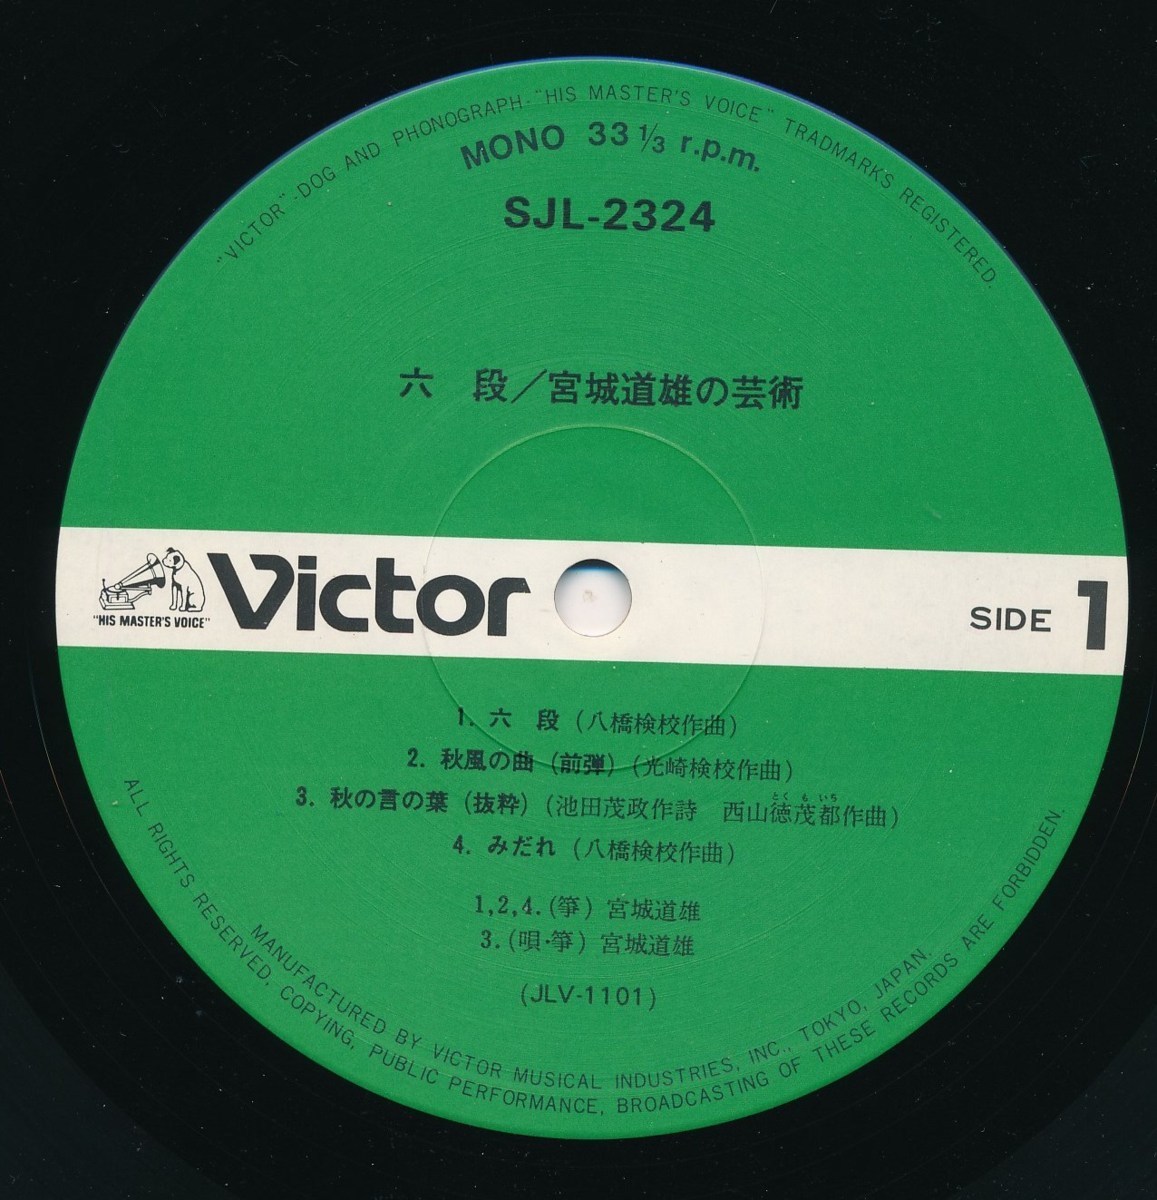 "VICTOR"-DOG AND PHONOGRAPH-"HIS MASTER'S VOICE" TRADMARKS REGISTERED.
MONO 33 1/3 r.p.m.
SJL-2324
六 段/宮城道雄の芸術
"HIS MASTER'S VOICE"
Victor
SIDE 1
1. 六 段 (八橋検校作曲)
2. 秋風の曲 (前弾) (光崎検校作曲)
とく も いち
3. 秋の言の葉 (抜粋) (池田茂政作詩 西山徳茂都作曲)
4. みだれ (八橋検校作曲)
1,2,4. (箏) 宮城道雄
3. (唄・箏) 宮城道雄
(JLV-1101)
MANUFACTURED BY VICTOR MUSICAL INDUSTRIES, INC., TOKYO, JAPAN.
ALL RIGHTS RESERVED, COPYING, PUBLIC PERFORMANCE, BROADCASTING OF THESE RECORDS ARE FORBIDDEN.